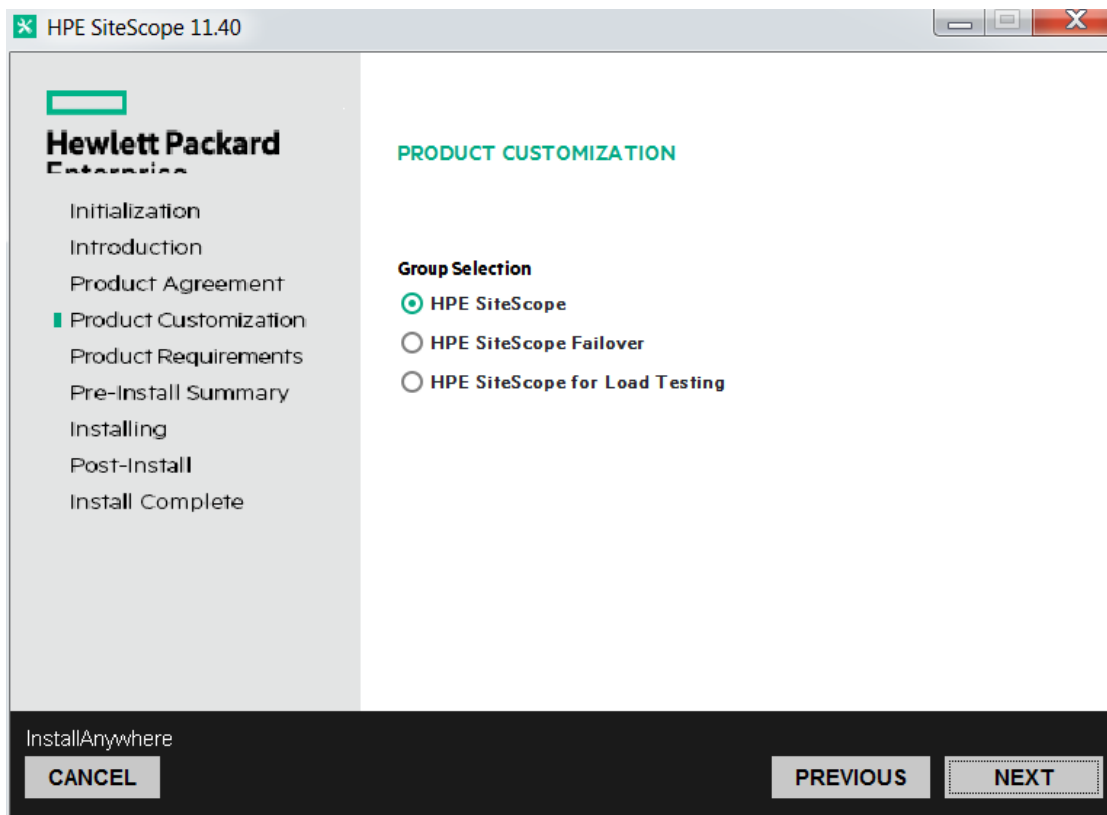 HPE SiteScope 11.40
Hewlett Packard
Enterprise
Initialization
Introduction
Product Agreement
Product Customization
Product Requirements
Pre-Install Summary
Installing
Post-Install
Install Complete
PRODUCT CUSTOMIZATION
Group Selection
HPE SiteScope
HPE SiteScope Failover
HPE SiteScope for Load Testing
InstallAnywhere
CANCEL
PREVIOUS
NEXT